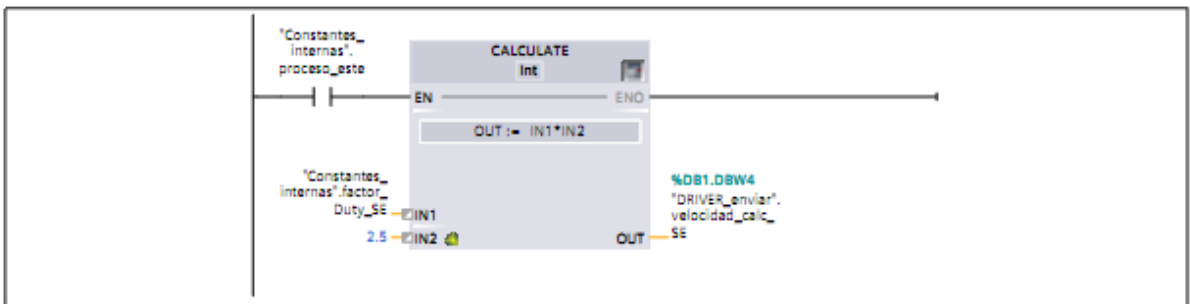 "Constantes_
internas".
proceso_este
CALCULATE
Int
EN
ENO
OUT := IN1*IN2
"Constantes_
internas".factor_
Duty_SE
IN1
2.5
IN2
%DB1.DBW4
"DRIVER_enviar".
velocidad_calc_
SE
OUT